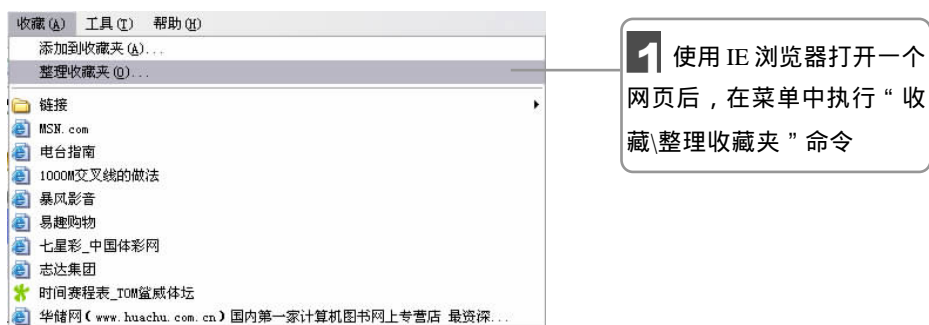 收藏(A) 工具(T) 帮助(H)
添加到收藏夹(A)...
整理收藏夹(O)...
链接
MSN.com
电台指南
1000M交叉线的做法
暴风影音
易趣购物
七星彩_中国体彩网
志达集团
时间赛程表_TOM鲨威体坛
华储网(www.huachu.com.cn)国内第一家计算机图书网上专营店 最资深...
1 使用 IE 浏览器打开一个
网页后，在菜单中执行“收
藏\整理收藏夹”命令